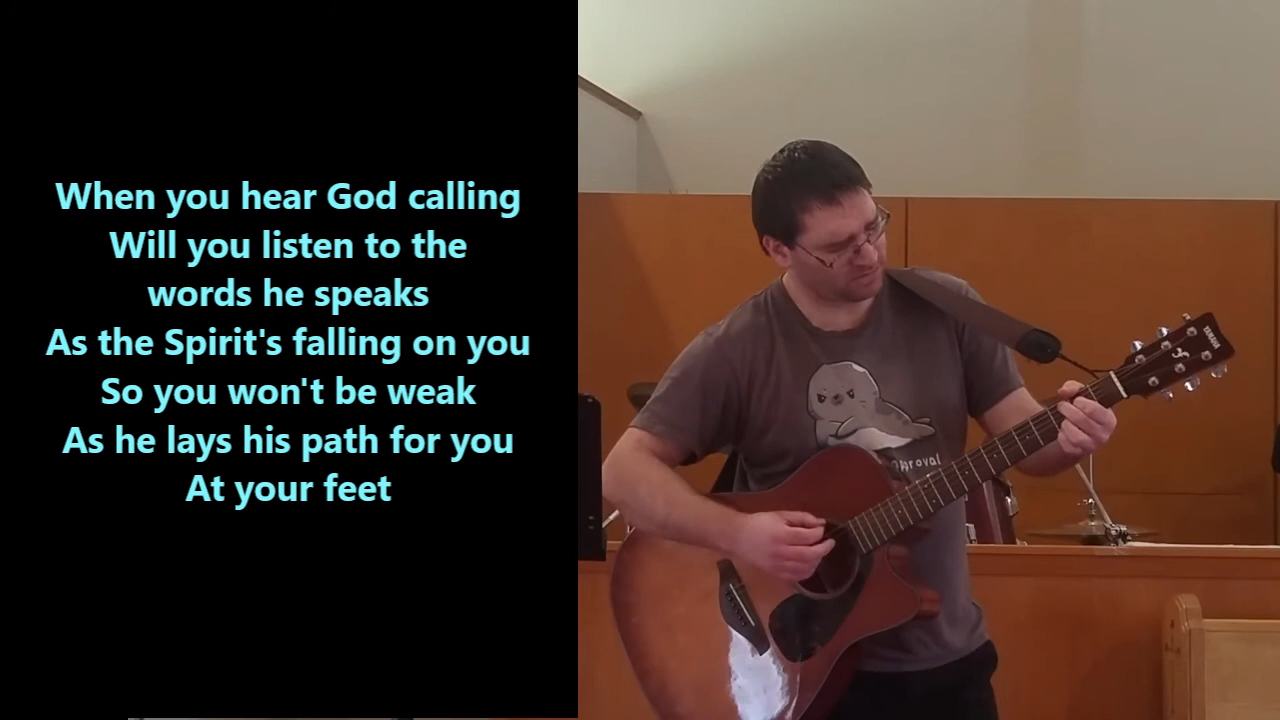 When you hear God calling
Will you listen to the
words he speaks
As the Spirit's falling on you
So you won't be weak
As he lays his path for you
At your feet
YAMAHA